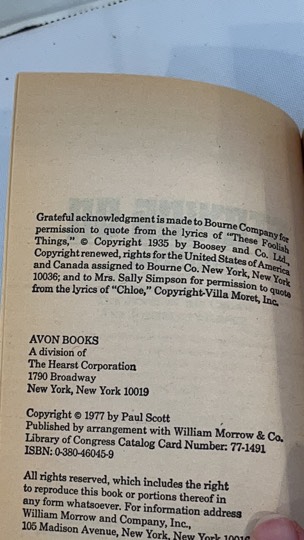 Grateful acknowledgment is made to Bourne Company for
permission to quote from the lyrics of "These Foolish
Things," © Copyright 1935 by Boosey and Co. Ltd.,
Copyright renewed, rights for the United States of America
and Canada assigned to Bourne Co. New York, New York
10036; and to Mrs. Sally Simpson for permission to quote
from the lyrics of "Chloe," Copyright-Villa Moret, Inc.
AVON BOOKS
A division of
The Hearst Corporation
1790 Broadway
New York, New York 10019
Copyright © 1977 by Paul Scott
Published by arrangement with William Morrow & Co.
Library of Congress Catalog Card Number: 77-1491
ISBN: 0-380-46045-9
All rights reserved, which includes the right
to reproduce this book or portions thereof in
any form whatsoever. For information address
William Morrow and Company, Inc.,
105 Madison Avenue, New York, New York